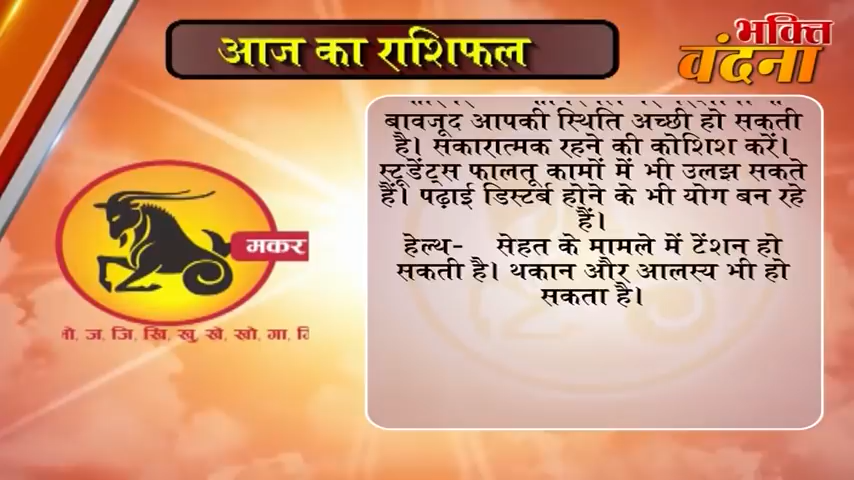 आज का राशिफल
भक्ति
वंदना
बावजूद आपकी स्थिति अच्छी हो सकती
है। सकारात्मक रहने की कोशिश करें।
स्टूडेंट्स फालतू कामों में भी उलझ सकते
हैं। पढ़ाई डिस्टर्ब होने के भी योग बन रहे
हैं।
हेल्थ- सेहत के मामले में टेंशन हो
सकती है। थकान और आलस्य भी हो
सकता है।
मकर
ज, जि, खि, खु, खे, खो, गा,